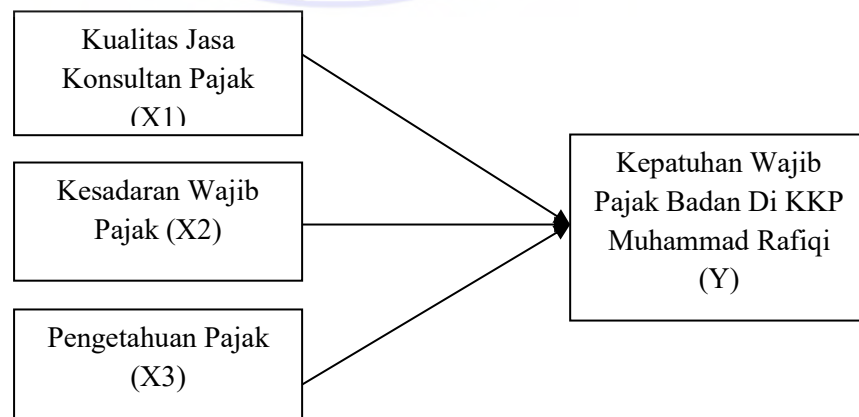 Kualitas Jasa
Konsultan Pajak
(X1)
Kesadaran Wajib
Pajak (X2)
Pengetahuan Pajak
(X3)
Kepatuhan Wajib
Pajak Badan Di KKP
Muhammad Rafiqi
(Y)